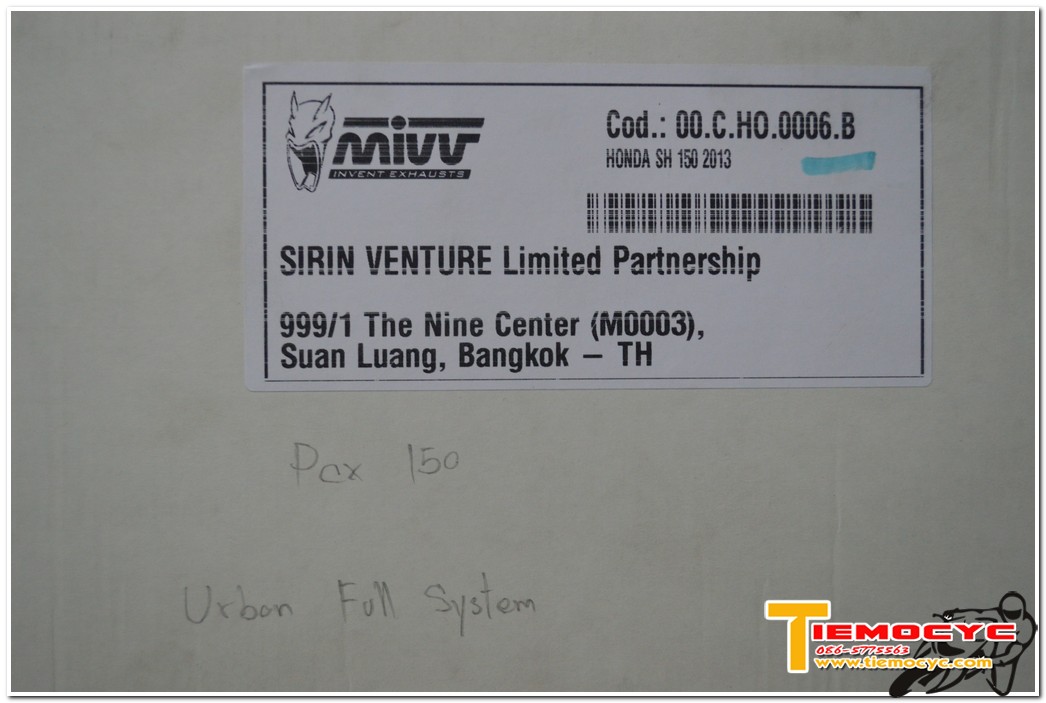 mivv
INVENT EXHAUSTS
Cod.: 00.C.HO.0006.B
HONDA SH 150 2013
SIRIN VENTURE Limited Partnership
999/1 The Nine Center (M0003),
Suan Luang, Bangkok – TH
Pcx 150
Urban Full System
TIEMOCYC
086-5775563
www.tiemocyc.com